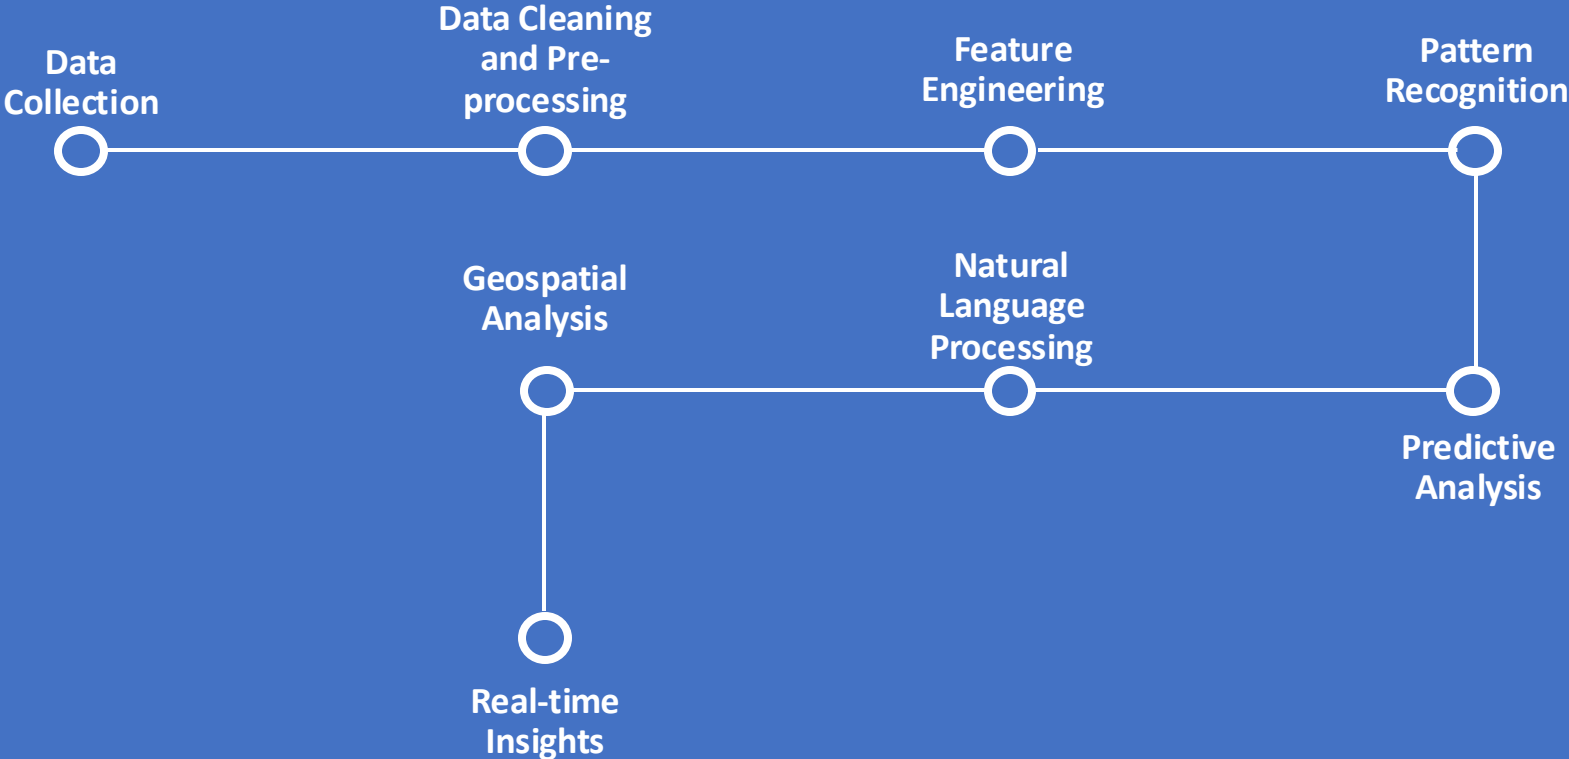 Data
Collection
Data Cleaning
and Pre-
processing
Feature
Engineering
Pattern
Recognition
Geospatial
Analysis
Natural
Language
Processing
Predictive
Analysis
Real-time
Insights